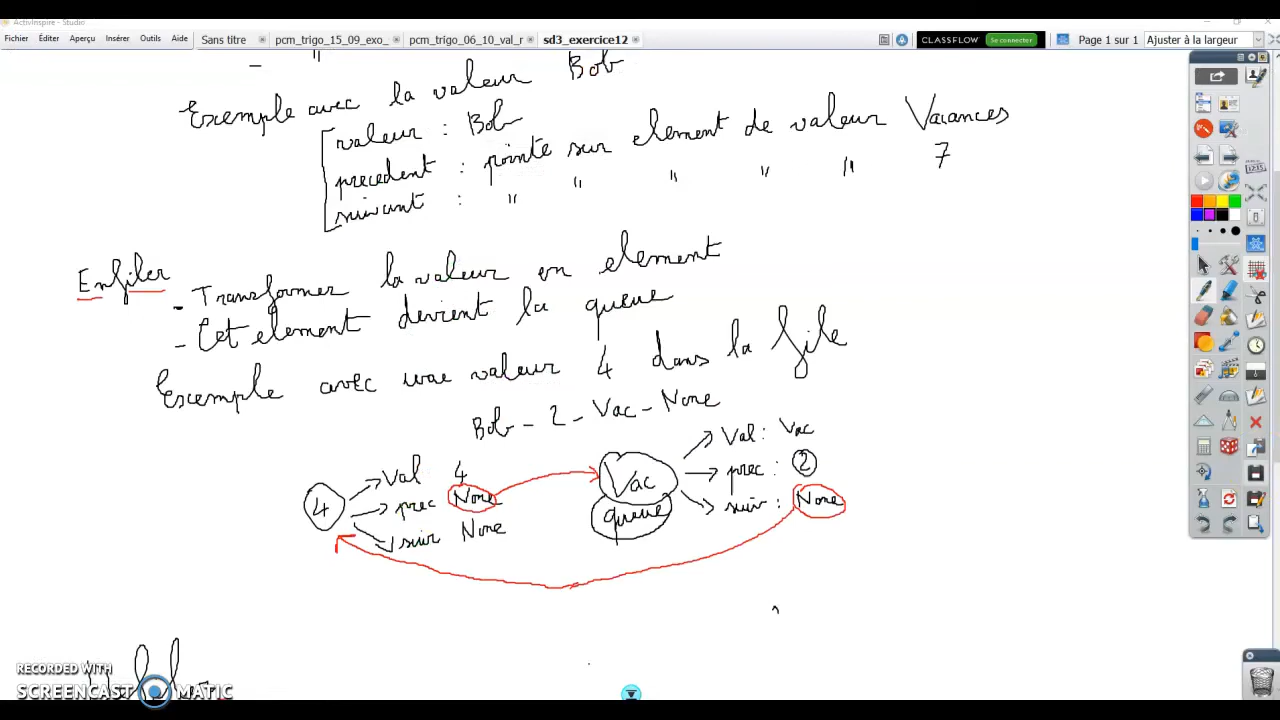 ActivInspire - Studio
Fichier Éditer Aperçu Insérer Outils Aide
Sans titre pcm_trigo_15_09_exo_ pcm_trigo_06_10_val_r sd3_exercice12
CLASSFLOW Se connecter Page 1 sur 1 Ajuster à la largeur
- "
Exemple avec la valeur Bob
valeur : Bob
precedent : pointe sur element de valeur Vacances
suivant : " " " " " 7
Enfiler
- Transformer la valeur en element
- Cet element devient la queue
Exemple avec une valeur 4 dans la file
Bob - 2 - Vac - None
4
Val 4
prec None
suiv None
Vac
queue
Val : Vac
prec : 2
suiv : None
RECORDED WITH
SCREENCAST MATIC